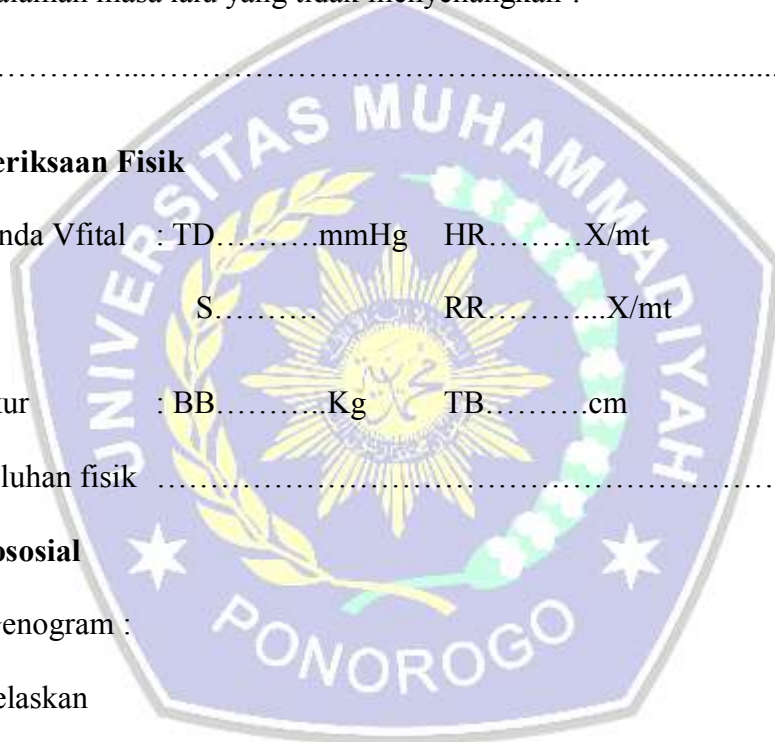 alaman masa lalu yang tidak menyenangkan :
…………...……………………………….............................................
eriksaan Fisik
nda Vfital : TD……….mmHg HR………X/mt
S………. RR………...X/mt
kur : BB………..Kg TB……….cm
luhan fisik ……………………………………………………
ososial
enogram :
elaskan
UNIVERSITAS MUHAMMADIYAH
PONOROGO